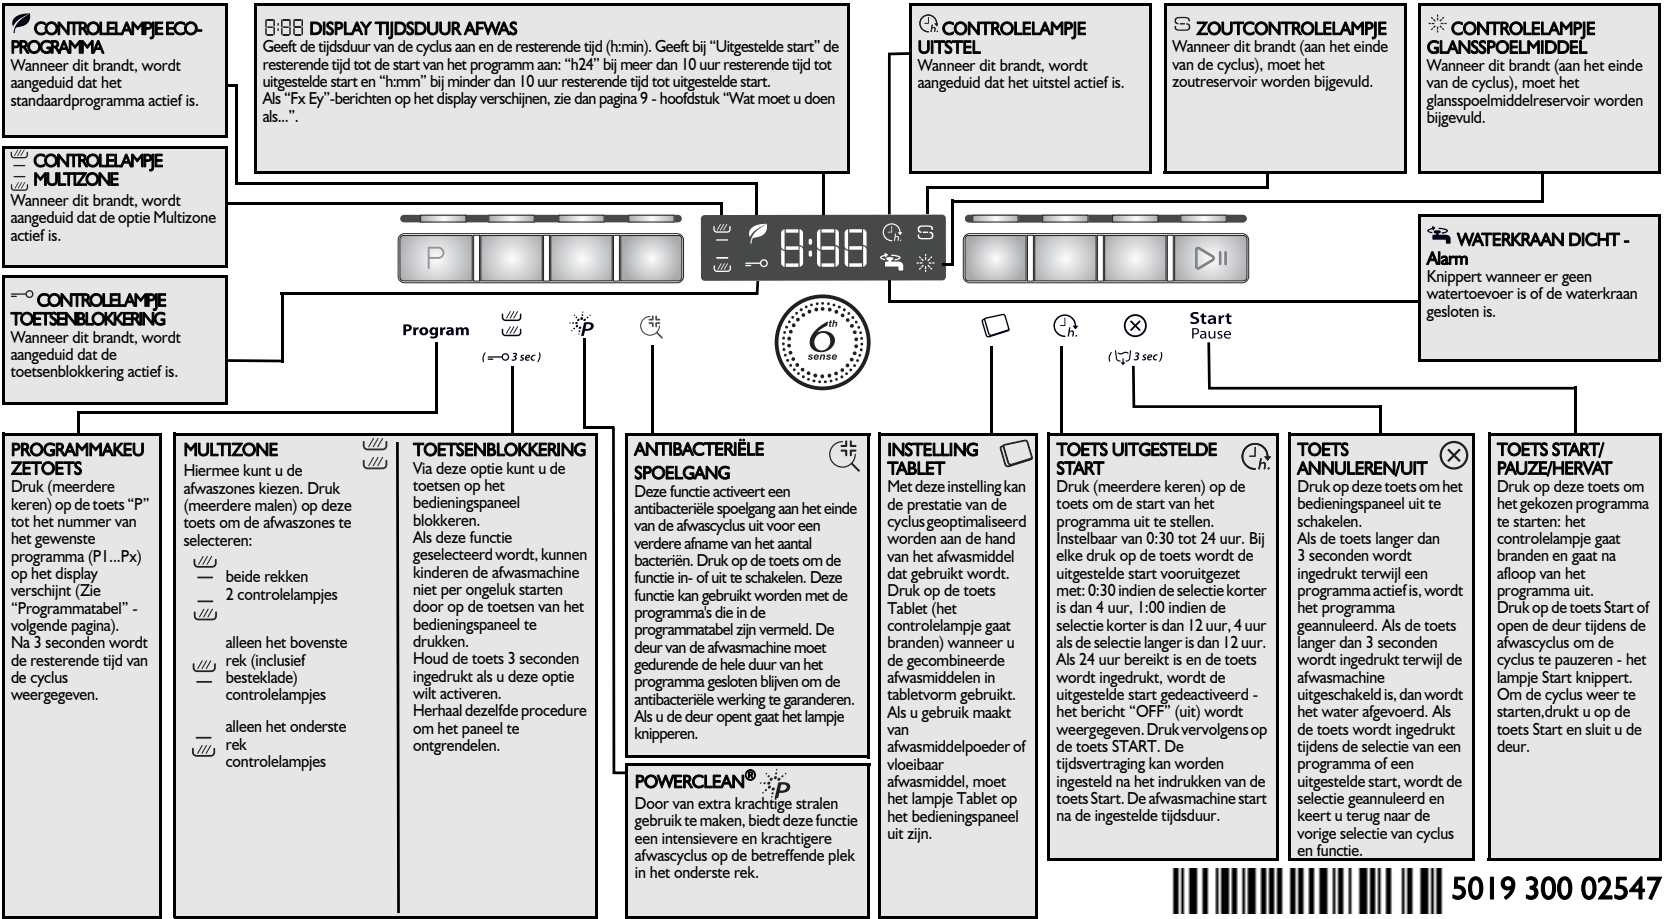 CONTROLELAMPJE ECO-
PROGRAMMA
Wanneer dit brandt, wordt
aangeduid dat het
standaardprogramma actief is.
8:88 DISPLAY TIJDSDUUR AFWAS
Geeft de tijdsduur van de cyclus aan en de resterende tijd (h:min). Geeft bij “Uitgestelde start” de
resterende tijd tot de start van het programm aan: “h24” bij meer dan 10 uur resterende tijd tot
uitgestelde start en “h:mm” bij minder dan 10 uur resterende tijd tot uitgestelde start.
Als “Fx Ey”-berichten op het display verschijnen, zie dan pagina 9 - hoofdstuk “Wat moet u doen
als...”.
h.
CONTROLELAMPJE
UITSTEL
Wanneer dit brandt, wordt
aangeduid dat het uitstel actief is.
ZOUTCONTROLELAMPJE
Wanneer dit brandt (aan het einde
van de cyclus), moet het
zoutreservoir worden bijgevuld.
CONTROLELAMPJE
GLANSSPOELMIDDEL
Wanneer dit brandt (aan het einde
van de cyclus), moet het
glansspoelmiddelreservoir worden
bijgevuld.
CONTROLELAMPJE
MULTIZONE
Wanneer dit brandt, wordt
aangeduid dat de optie Multizone
actief is.
CONTROLELAMPJE
TOETSENBLOKKERING
Wanneer dit brandt, wordt
aangeduid dat de
toetsenblokkering actief is.
WATERKRAAN DICHT -
Alarm
Knippert wanneer er geen
watertoevoer is of de waterkraan
gesloten is.
P
8:88
h.
Program
( 3 sec)
P
6th
sense
h.
( 3 sec)
Start
Pause
PROGRAMMAKEU
ZETOETS
Druk (meerdere
keren) op de toets “P”
tot het nummer van
het gewenste
programma (P1...Px)
op het display
verschijnt (Zie
“Programmatabel” -
volgende pagina).
Na 3 seconden wordt
de resterende tijd van
de cyclus
weergegeven.
MULTIZONE
Hiermee kunt u de
afwaszones kiezen. Druk
(meerdere malen) op deze
toets om de afwaszones te
selecteren:
beide rekken
2 controlelampjes
alleen het bovenste
rek (inclusief
besteklade)
controlelampjes
alleen het onderste
rek
controlelampjes
TOETSENBLOKKERING
Via deze optie kunt u de
toetsen op het
bedieningspaneel
blokkeren.
Als deze functie
geselecteerd wordt, kunnen
kinderen de afwasmachine
niet per ongeluk starten
door op de toetsen van het
bedieningspaneel te
drukken.
Houd de toets 3 seconden
ingedrukt als u deze optie
wilt activeren.
Herhaal dezelfde procedure
om het paneel te
ontgrendelen.
ANTIBACTERIËLE
SPOELGANG
Deze functie activeert een
antibacteriële spoelgang aan het einde
van de afwascyclus uit voor een
verdere afname van het aantal
bacteriën. Druk op de toets om de
functie in- of uit te schakelen. Deze
functie kan gebruikt worden met de
programma's die in de
programmatabel zijn vermeld. De
deur van de afwasmachine moet
gedurende de hele duur van het
programma gesloten blijven om de
antibacteriële werking te garanderen.
Als u de deur opent gaat het lampje
knipperen.
POWERCLEAN® P
Door van extra krachtige stralen
gebruik te maken, biedt deze functie
een intensievere en krachtigere
afwascyclus op de betreffende plek
in het onderste rek.
INSTELLING
TABLET
Met deze instelling kan
de prestatie van de
cyclus geoptimaliseerd
worden aan de hand
van het afwasmiddel
dat gebruikt wordt.
Druk op de toets
Tablet (het
controlelampje gaat
branden) wanneer u
de gecombineerde
afwasmiddelen in
tabletvorm gebruikt.
Als u gebruik maakt
van
afwasmiddelpoeder of
vloeibaar
afwasmiddel, moet
het lampje Tablet op
het bedieningspaneel
uit zijn.
TOETS UITGESTELDE
START
h.
Druk (meerdere keren) op de
toets om de start van het
programma uit te stellen.
Instelbaar van 0:30 tot 24 uur. Bij
elke druk op de toets wordt de
uitgestelde start vooruitgezet
met: 0:30 indien de selectie korter
is dan 4 uur, 1:00 indien de
selectie korter is dan 12 uur, 4 uur
als de selectie langer is dan 12 uur.
Als 24 uur bereikt is en de toets
wordt ingedrukt, wordt de
uitgestelde start gedeactiveerd -
het bericht “OFF” (uit) wordt
weergegeven. Druk vervolgens op
de toets START. De
tijdsvertraging kan worden
ingesteld na het indrukken van de
toets Start. De afwasmachine start
na de ingestelde tijdsduur.
TOETS
ANNULEREN/UIT
Druk op deze toets om het
bedieningspaneel uit te
schakelen.
Als de toets langer dan
3 seconden wordt
ingedrukt terwijl een
programma actief is, wordt
het programma
geannuleerd. Als de toets
langer dan 3 seconden
wordt ingedrukt terwijl de
afwasmachine
uitgeschakeld is, dan wordt
het water afgevoerd. Als
de toets wordt ingedrukt
tijdens de selectie van een
programma of een
uitgestelde start, wordt de
selectie geannuleerd en
keert u terug naar de
vorige selectie van cyclus
en functie.
TOETS START/
PAUZE/HERVAT
Druk op deze toets om
het gekozen programma
te starten: het
controlelampje gaat
branden en gaat na
afloop van het
programma uit.
Druk op de toets Start of
open de deur tijdens de
afwascyclus om de
cyclus te pauzeren - het
lampje Start knippert.
Om de cyclus weer te
starten,drukt u op de
toets Start en sluit u de
deur.
5019 300 02547